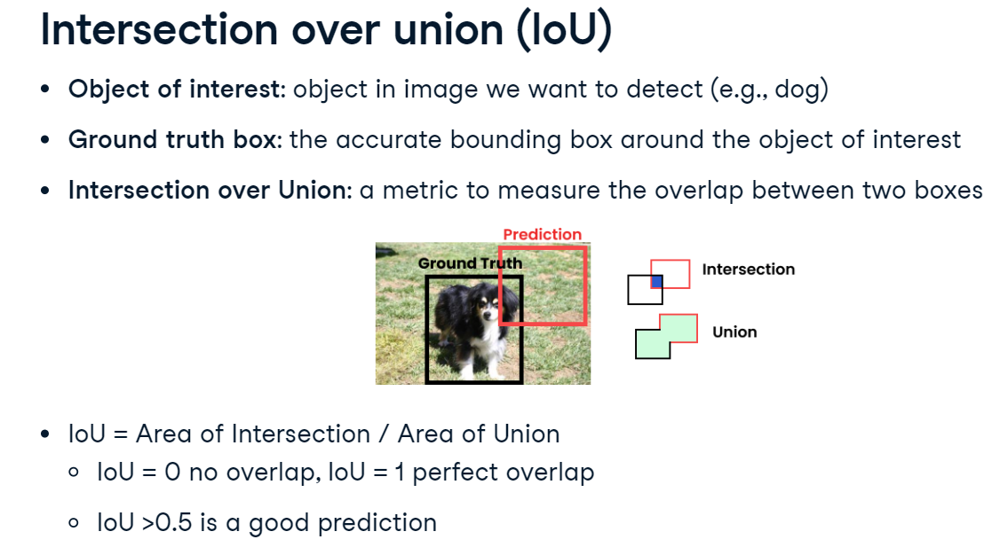 Intersection over union (IoU)
• Object of interest: object in image we want to detect (e.g., dog)
• Ground truth box: the accurate bounding box around the object of interest
• Intersection over Union: a metric to measure the overlap between two boxes
Prediction
Ground Truth
Intersection
Union
• IoU = Area of Intersection / Area of Union
◦ IoU = 0 no overlap, IoU = 1 perfect overlap
◦ IoU >0.5 is a good prediction